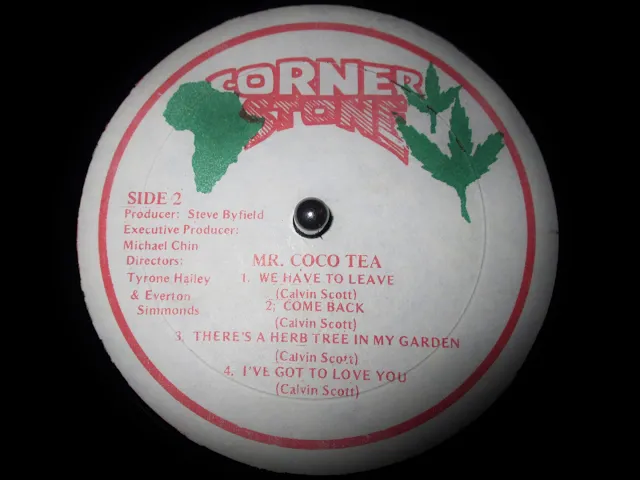 CORNER
STONE
SIDE 2
Producer: Steve Byfield
Executive Producer:
Michael Chin
Directors:
Tyrone Hailey
& Everton
Simmonds
MR. COCO TEA
1. WE HAVE TO LEAVE
(Calvin Scott)
2; COME BACK
(Calvin Scott)
3. THERE'S A HERB TREE IN MY GARDEN
(Calvin Scott)
4. I'VE GOT TO LOVE YOU
(Calvin Scott)